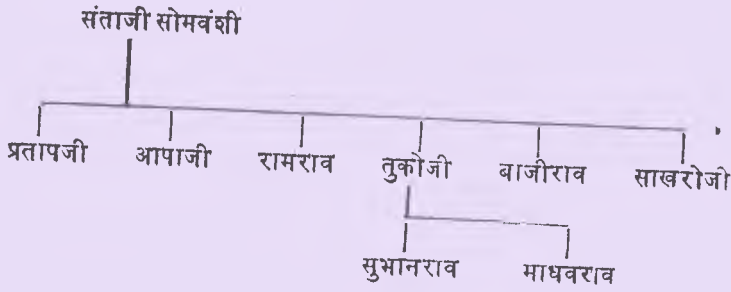 संताजी सोमवंशी
प्रतापजी आपाजी रामराव तुकोजी बाजीराव साखरोजी
सुभानराव माधवराव